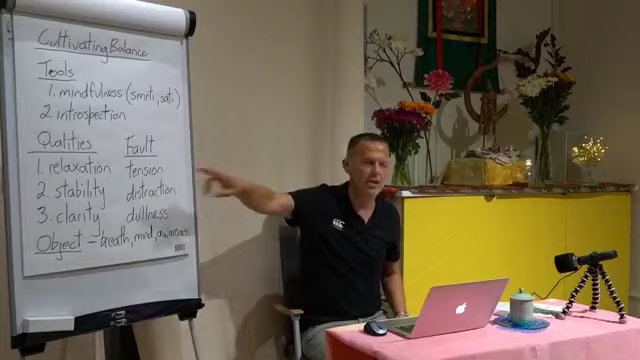 Cultivating Balance
Tools
1. mindfulness (smrti, sati)
2. introspection
Qualities Fault
1. relaxation tension
2. stability distraction
3. clarity dullness
Object - breath, mind, awareness